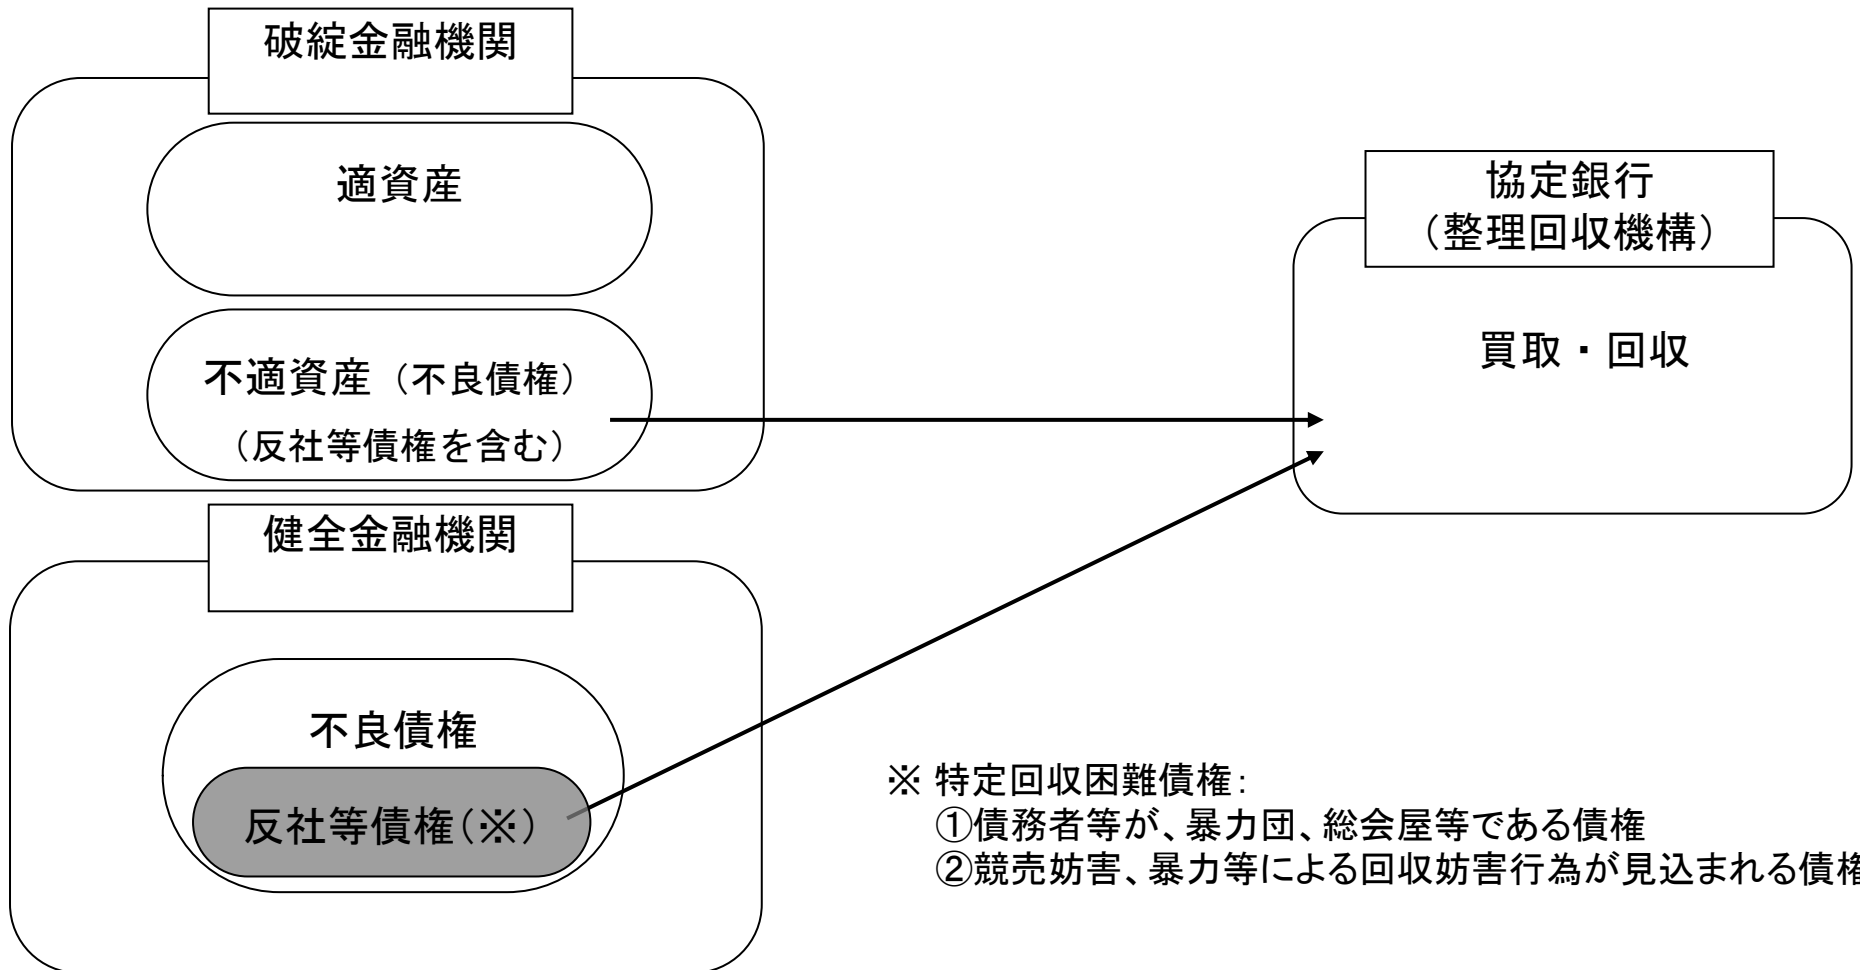 破綻金融機関
適資産
不適資産（不良債権）
（反社等債権を含む）
健全金融機関
不良債権
反社等債権（※）
協定銀行
（整理回収機構）
買取・回収
※ 特定回収困難債権：
①債務者等が、暴力団、総会屋等である債権
②競売妨害、暴力等による回収妨害行為が見込まれる債権